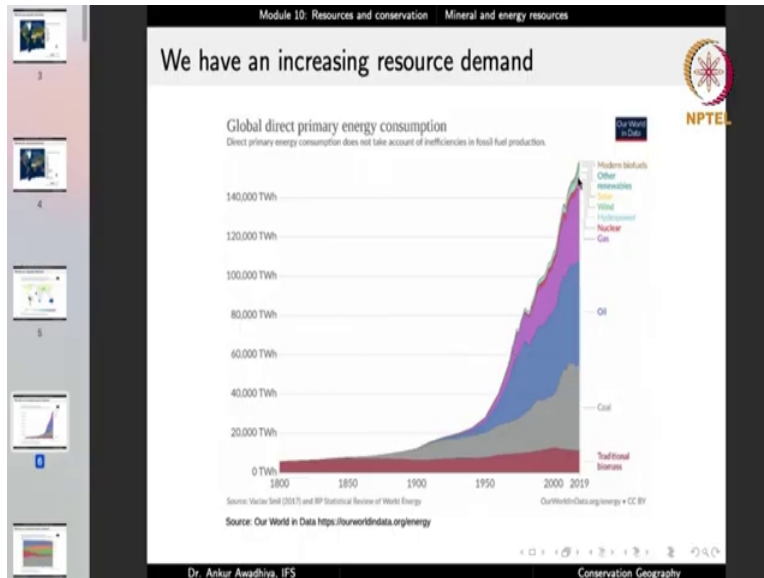 Module 10: Resources and conservation Mineral and energy resources
We have an increasing resource demand
NPTEL
Global direct primary energy consumption
Direct primary energy consumption does not take account of inefficiencies in fossil fuel production.
Our World
in Data
Modern biofuels
Other
renewables
Solar
Wind
Hydropower
Nuclear
Gas
Oil
Coal
Traditional
biomass
140,000 TWh
120,000 TWh
100,000 TWh
80,000 TWh
60,000 TWh
40,000 TWh
20,000 TWh
0 TWh
1800 1850 1900 1950 2000 2019
Source: Vaclav Smil (2017) and BP Statistical Review of World Energy
OurWorldInData.org/energy • CC BY
Source: Our World in Data https://ourworldindata.org/energy
Dr. Ankur Awadhiya, IFS Conservation Geography
3
4
5
6